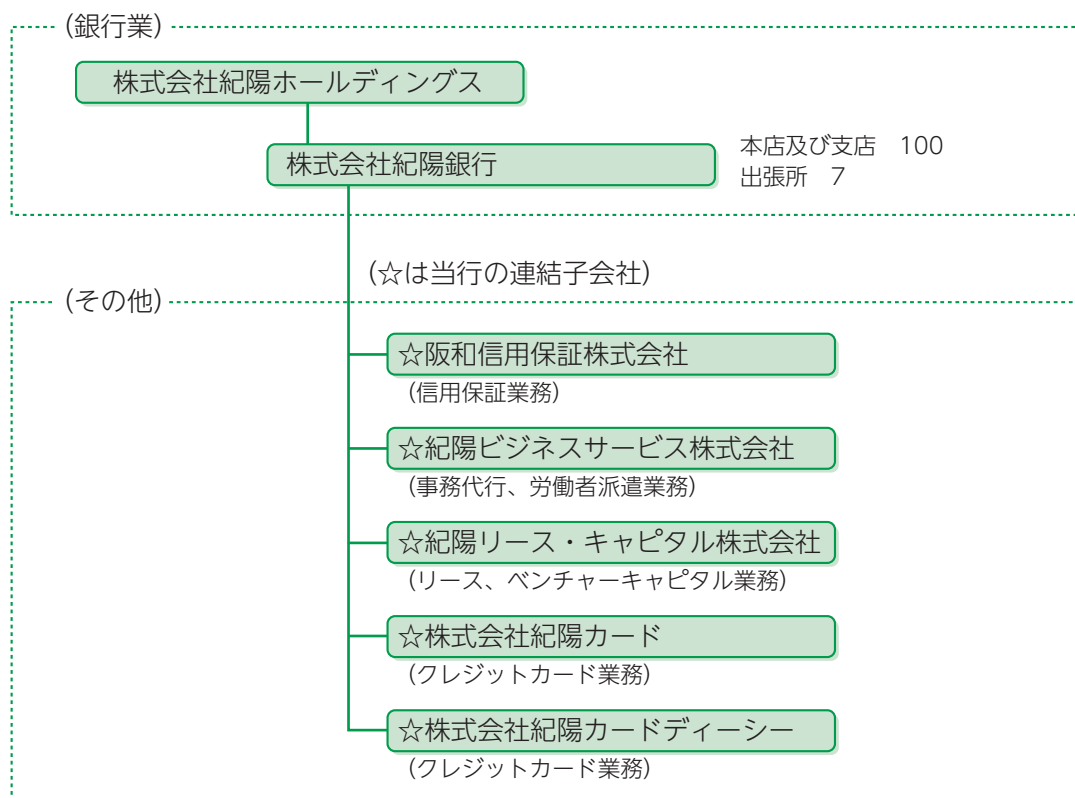 (銀行業)
株式会社紀陽ホールディングス
株式会社紀陽銀行
本店及び支店　100
出張所　7
(☆は当行の連結子会社)
(その他)
☆阪和信用保証株式会社
(信用保証業務)
☆紀陽ビジネスサービス株式会社
(事務代行、労働者派遣業務)
☆紀陽リース・キャピタル株式会社
(リース、ベンチャーキャピタル業務)
☆株式会社紀陽カード
(クレジットカード業務)
☆株式会社紀陽カードディーシー
(クレジットカード業務)